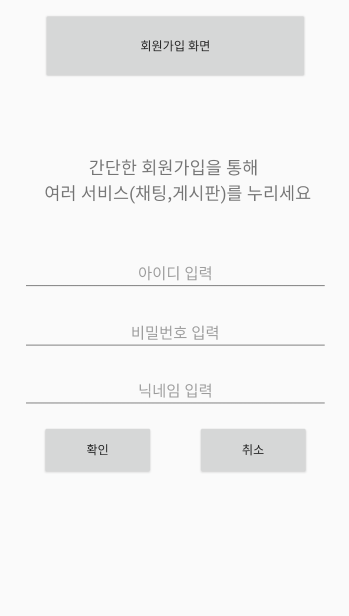 회원가입 화면
간단한 회원가입을 통해
여러 서비스(채팅,게시판)를 누리세요
아이디 입력
비밀번호 입력
닉네임 입력
확인
취소